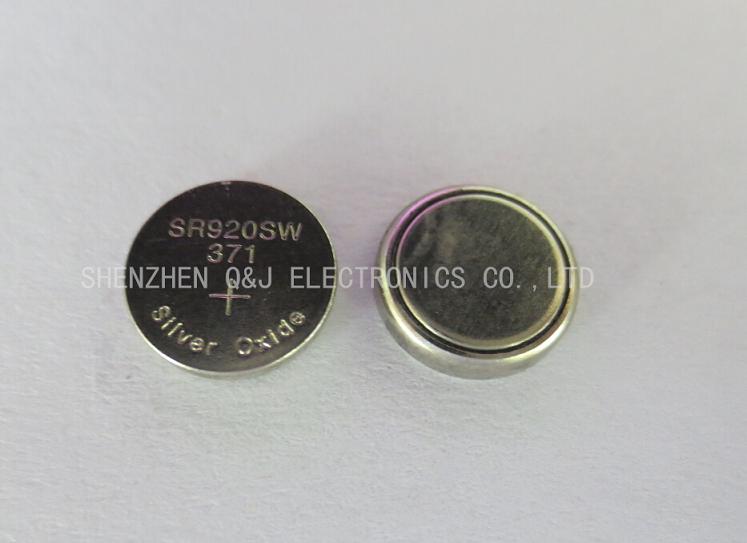 SR920SW
371
SHENZHEN Q&J ELECTRONICS CO.,LTD
+
Silver Oxide